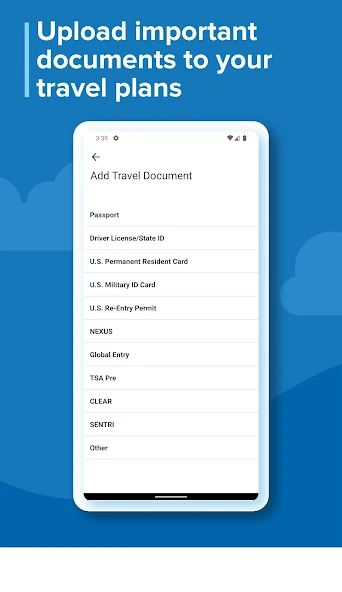 Upload important
documents to your
travel plans
3:39
Add Travel Document
Passport
Driver License/State ID
U.S. Permanent Resident Card
U.S. Military ID Card
U.S. Re-Entry Permit
NEXUS
Global Entry
TSA Pre
CLEAR
SENTRI
Other